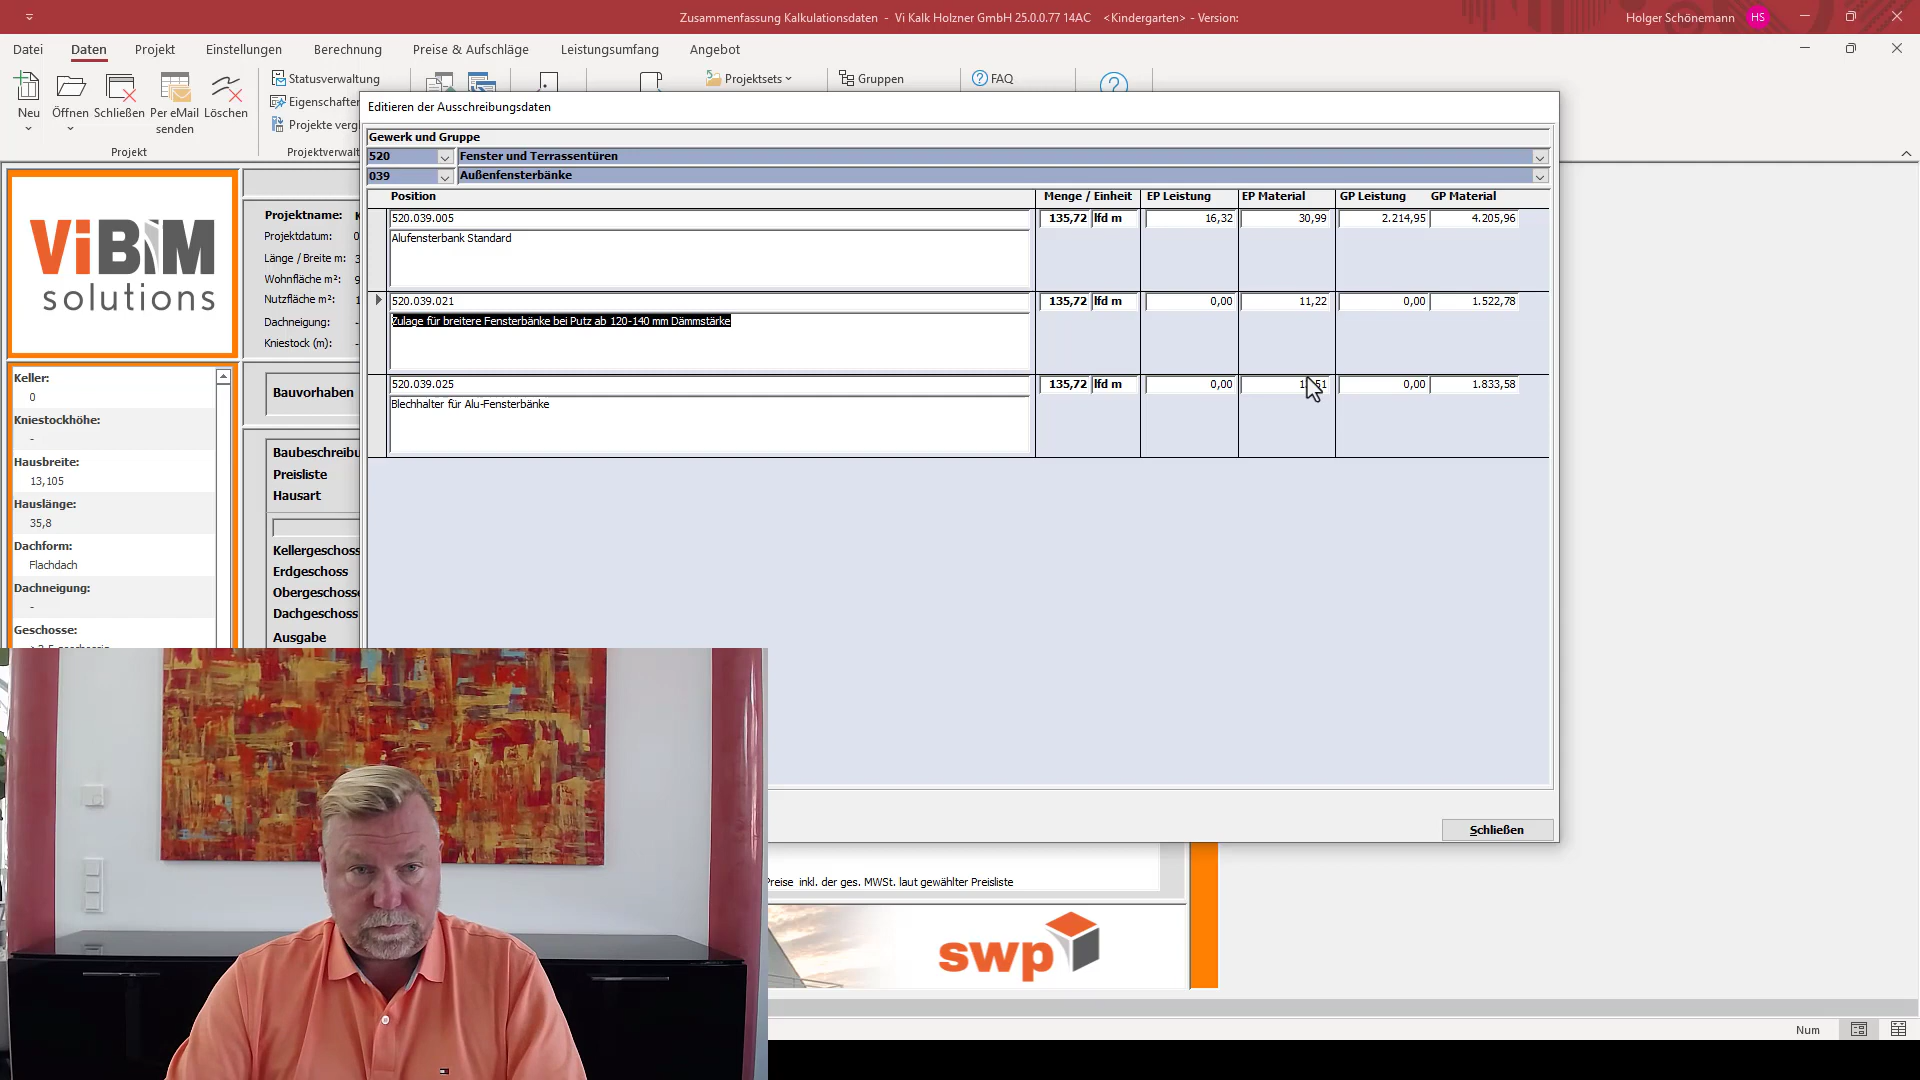 Zusammenfassung Kalkulationsdaten - Vi Kalk Holzner GmbH 25.0.0.77 14AC <Kindergarten> - Version:
Holger Schönemann HS
Datei Daten Projekt Einstellungen Berechnung Preise & Aufschläge Leistungsumfang Angebot
Neu
Öffnen
Schließen
Per eMail
senden
Löschen
Projekt
Statusverwaltung
Eigenschaften
Projekte
Projektsets
Gruppen
FAQ
Editieren der Ausschreibungsdaten
Gewerk und Gruppe
520 Fenster und Terrassentüren
039 Außenfensterbänke
Position Menge / Einheit EP Leistung EP Material GP Leistung GP Material
520.039.005 135,72 lfd m 16,32 30,99 2.214,95 4.205,96
Alufensterbank Standard
520.039.021 135,72 lfd m 0,00 11,22 0,00 1.522,78
Zulage für breitere Fensterbänke bei Putz ab 120-140 mm Dämmstärke
520.039.025 135,72 lfd m 0,00 0,00 1.833,58
Blechhalter für Alu-Fensterbänke
Schließen
ViBiM
solutions
Projektname:
Projektdatum:
Länge / Breite m:
Wohnfläche m²:
Nutzfläche m²:
Dachneigung: -
Kniestock (m): -
Bauvorhaben
Preisliste
Hausart
Kellergeschoss
Erdgeschoss
Dachgeschoss
Ausgabe
Keller:
0
Kniestockhöhe:
-
Hausbreite:
13,105
Hauslänge:
35,8
Dachform:
Flachdach
Dachneigung:
-
Geschosse:
Preise inkl. der ges. MWSt. laut gewählter Preisliste
swp
Num